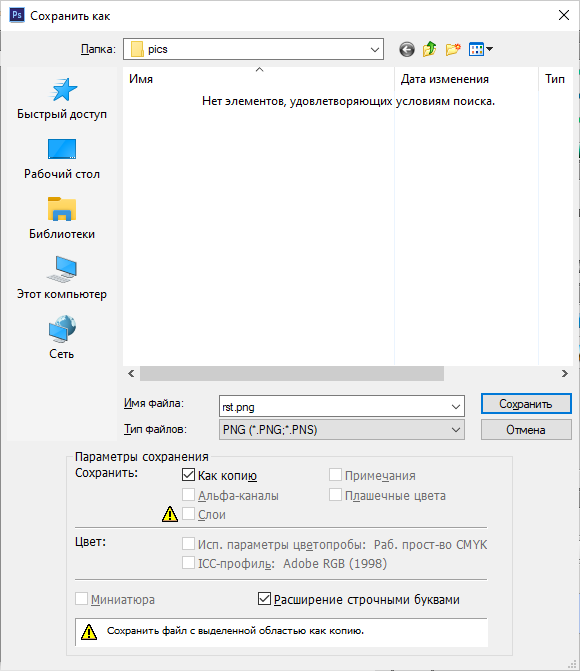 Ps Сохранить как
Папка: pics
Быстрый доступ
Рабочий стол
Библиотеки
Этот компьютер
Сеть
Имя Дата изменения Тип
Нет элементов, удовлетворяющих условиям поиска.
Имя файла: rst.png Сохранить
Тип файлов: PNG (*.PNG;*.PNS) Отмена
Параметры сохранения
Сохранить: Как копию Примечания
Альфа-каналы Плашечные цвета
Слои
Цвет: Исп. параметры цветопробы: Раб. прост-во CMYK
ICC-профиль: Adobe RGB (1998)
Миниатюра Расширение строчными буквами
Сохранить файл с выделенной областью как копию.